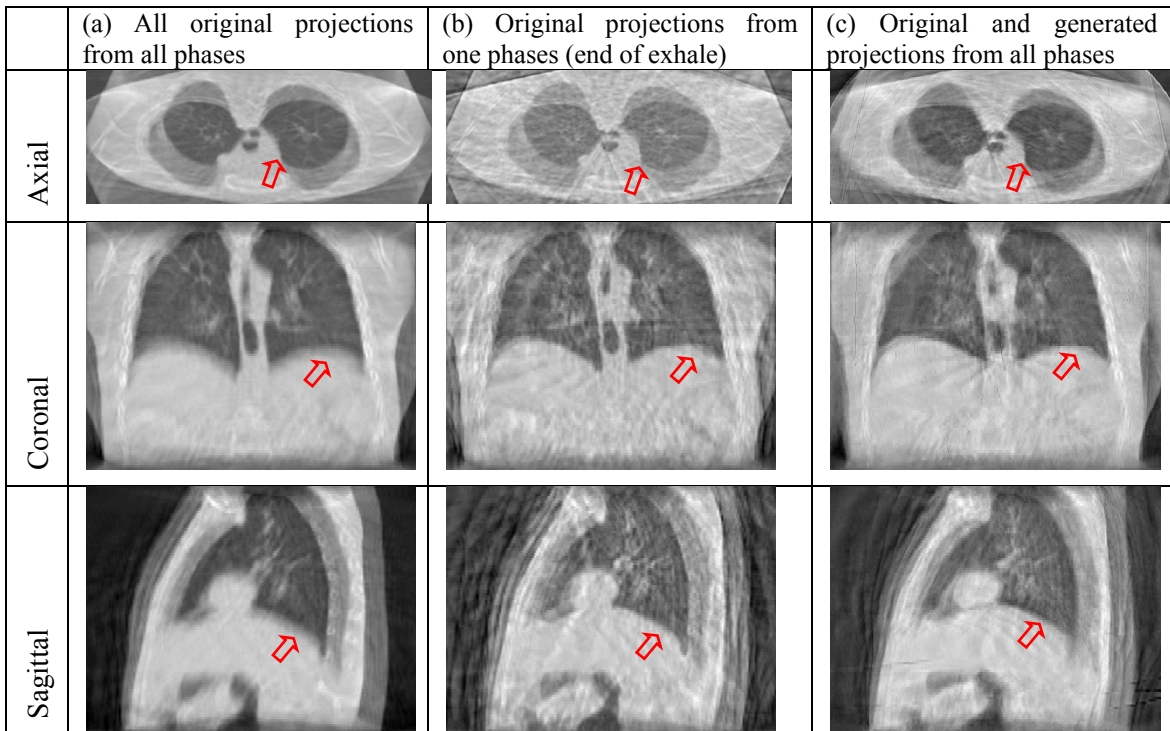 (a) All original projections
from all phases
(b) Original projections from
one phases (end of exhale)
(c) Original and generated
projections from all phases
Axial
Coronal
Sagittal